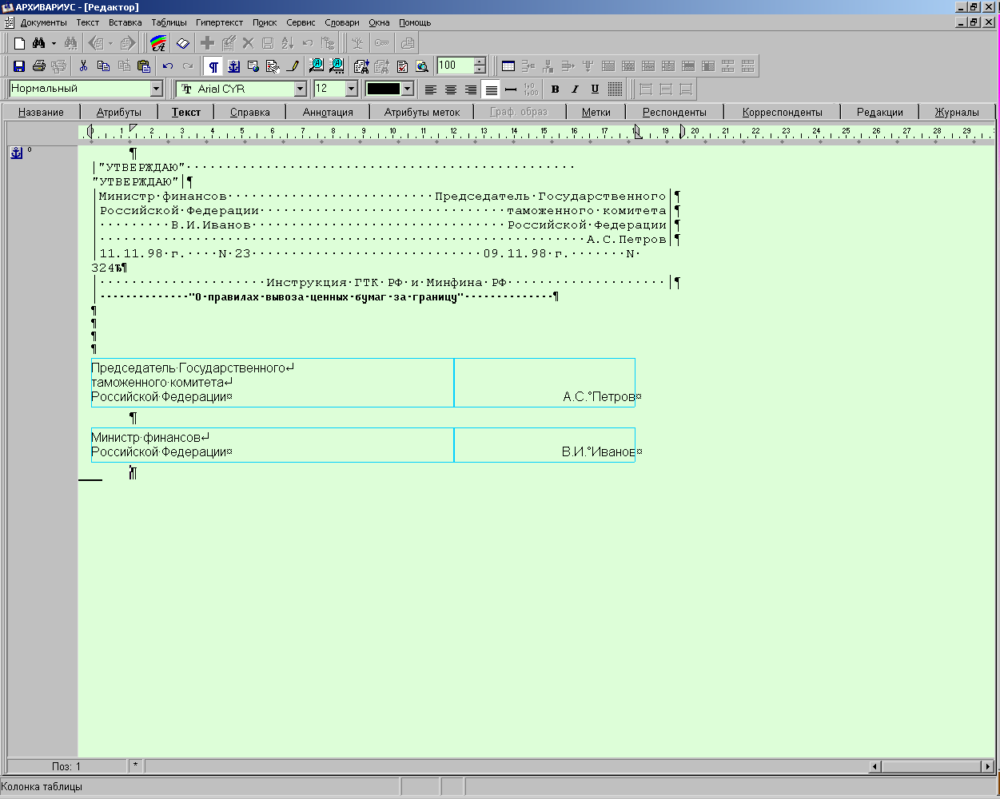 АРХИВАРИУС - [Редактор]
Документы Текст Вставка Таблицы Гипертекст Поиск Сервис Словари Окна Помощь
100
Нормальный Arial CYR 12 B I U
Название Атрибуты Текст Справка Аннотация Атрибуты меток Граф. образ Метки Респонденты Корреспонденты Редакции Журналы
1 2 3 4 5 6 7 8 9 10 11 12 13 14 15 16 17 18 19 20 21 22 23 24 25 26 27 28 29
0 ¶
|"УТВЕРЖДАЮ"················································
"УТВЕРЖДАЮ"|¶
|Министр·финансов··························Председатель·Государственного|¶
|Российской·Федерации·······························таможенного·комитета|¶
|·········В.И.Иванов································Российской·Федерации|¶
|·····························································А.С.Петров|¶
|11.11.98·г.····N·23·····························09.11.98·г.·······N·
324Ъ¶
|·····················Инструкция·ГТК·РФ·и·Минфина·РФ····················|¶
|·············"О·правилах·вывоза·ценных·бумаг·за·границу"·············¶
¶
¶
¶
¶
Председатель·Государственного↵
таможенного·комитета↵
Российской·Федерации¤ А.С.°Петров¤
¶
Министр·финансов↵
Российской·Федерации¤ В.И.°Иванов¤
¶
Поз: 1 *
Колонка таблицы